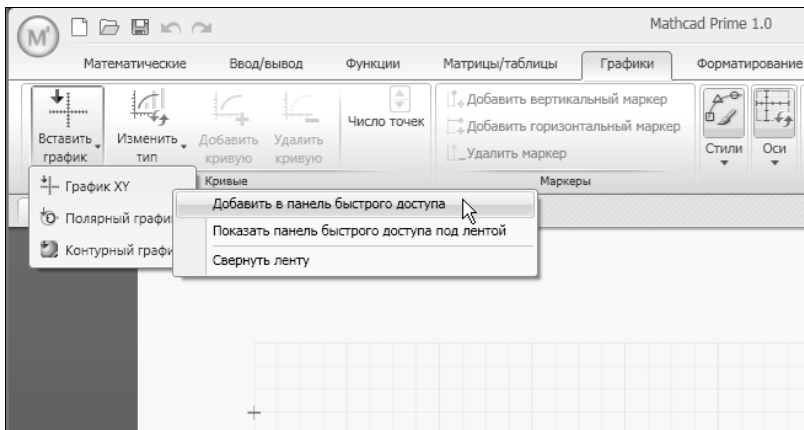 Mathcad Prime 1.0
Математические Ввод/вывод Функции Матрицы/таблицы Графики Форматирование
Вставить график
Изменить тип
Добавить кривую
Удалить кривую
Число точек
Добавить вертикальный маркер
Добавить горизонтальный маркер
Удалить маркер
Стили
Оси
Кривые
Маркеры
График XY
Полярный графи
Контурный графи
Добавить в панель быстрого доступа
Показать панель быстрого доступа под лентой
Свернуть ленту